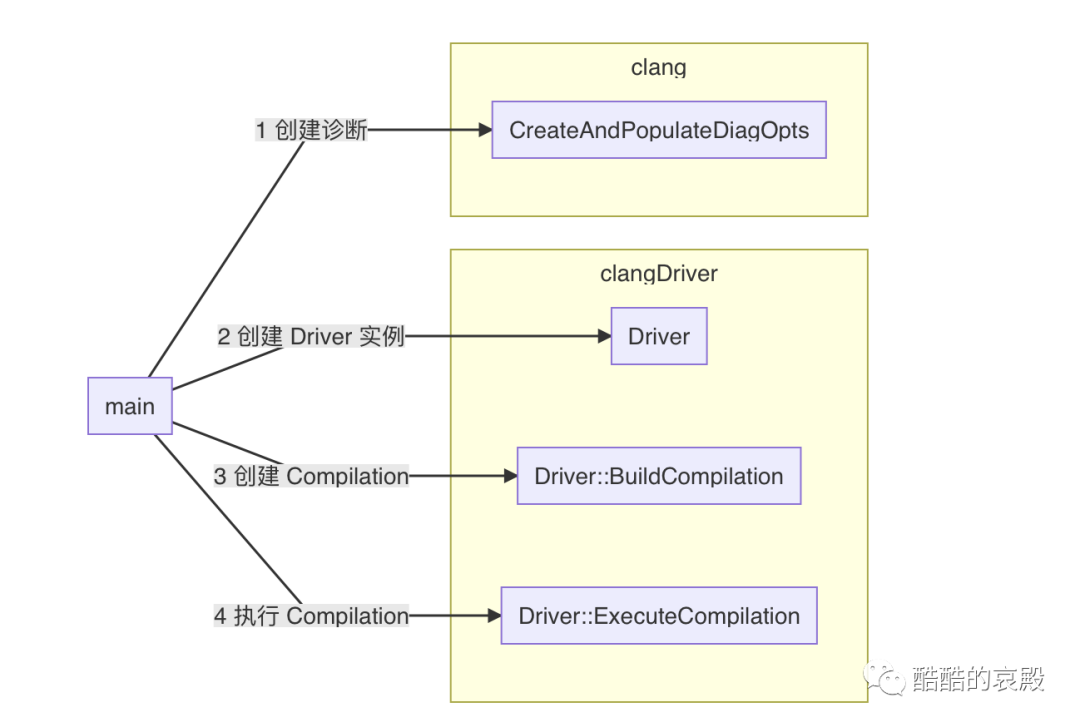 clang
1 创建诊断
CreateAndPopulateDiagOpts
clangDriver
2 创建 Driver 实例
Driver
main
3 创建 Compilation
Driver::BuildCompilation
4 执行 Compilation
Driver::ExecuteCompilation
酷酷的哀殿